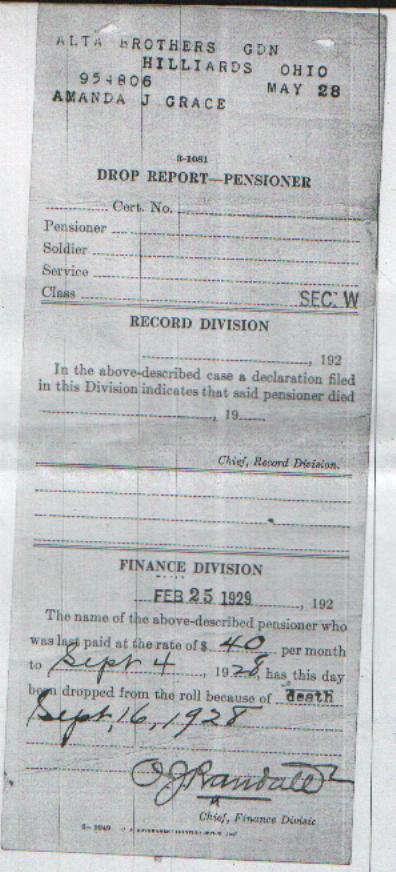 ALTA BROTHERS GDN
HILLIARDS OHIO
954806 MAY 28
AMANDA J GRACE
3-1081
DROP REPORT—PENSIONER
Cert. No.
Pensioner
Soldier
Service
Class SEC. W
RECORD DIVISION
, 192
In the above-described case a declaration filed
in this Division indicates that said pensioner died
, 19
Chief, Record Division.
FINANCE DIVISION
FEB 25 1929 , 192
The name of the above-described pensioner who
was last paid at the rate of $ 40 per month
to Sept 4 , 1928, has this day
been dropped from the roll because of death
Sept, 16, 1928
O J Randall
Chief, Finance Divisic